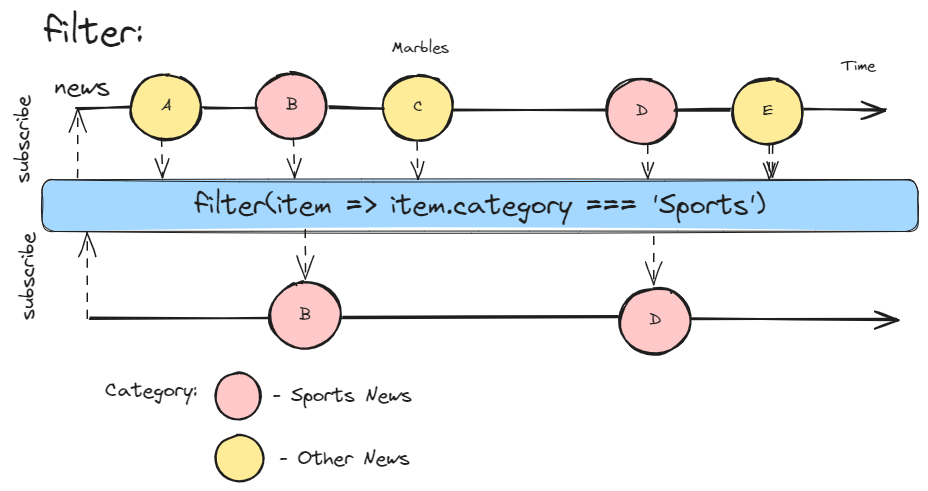 filter:
Marbles
Time
news
A
B
C
D
E
subscribe
filter(item => item.category === 'Sports')
subscribe
B
D
Category:
- Sports News
- Other News